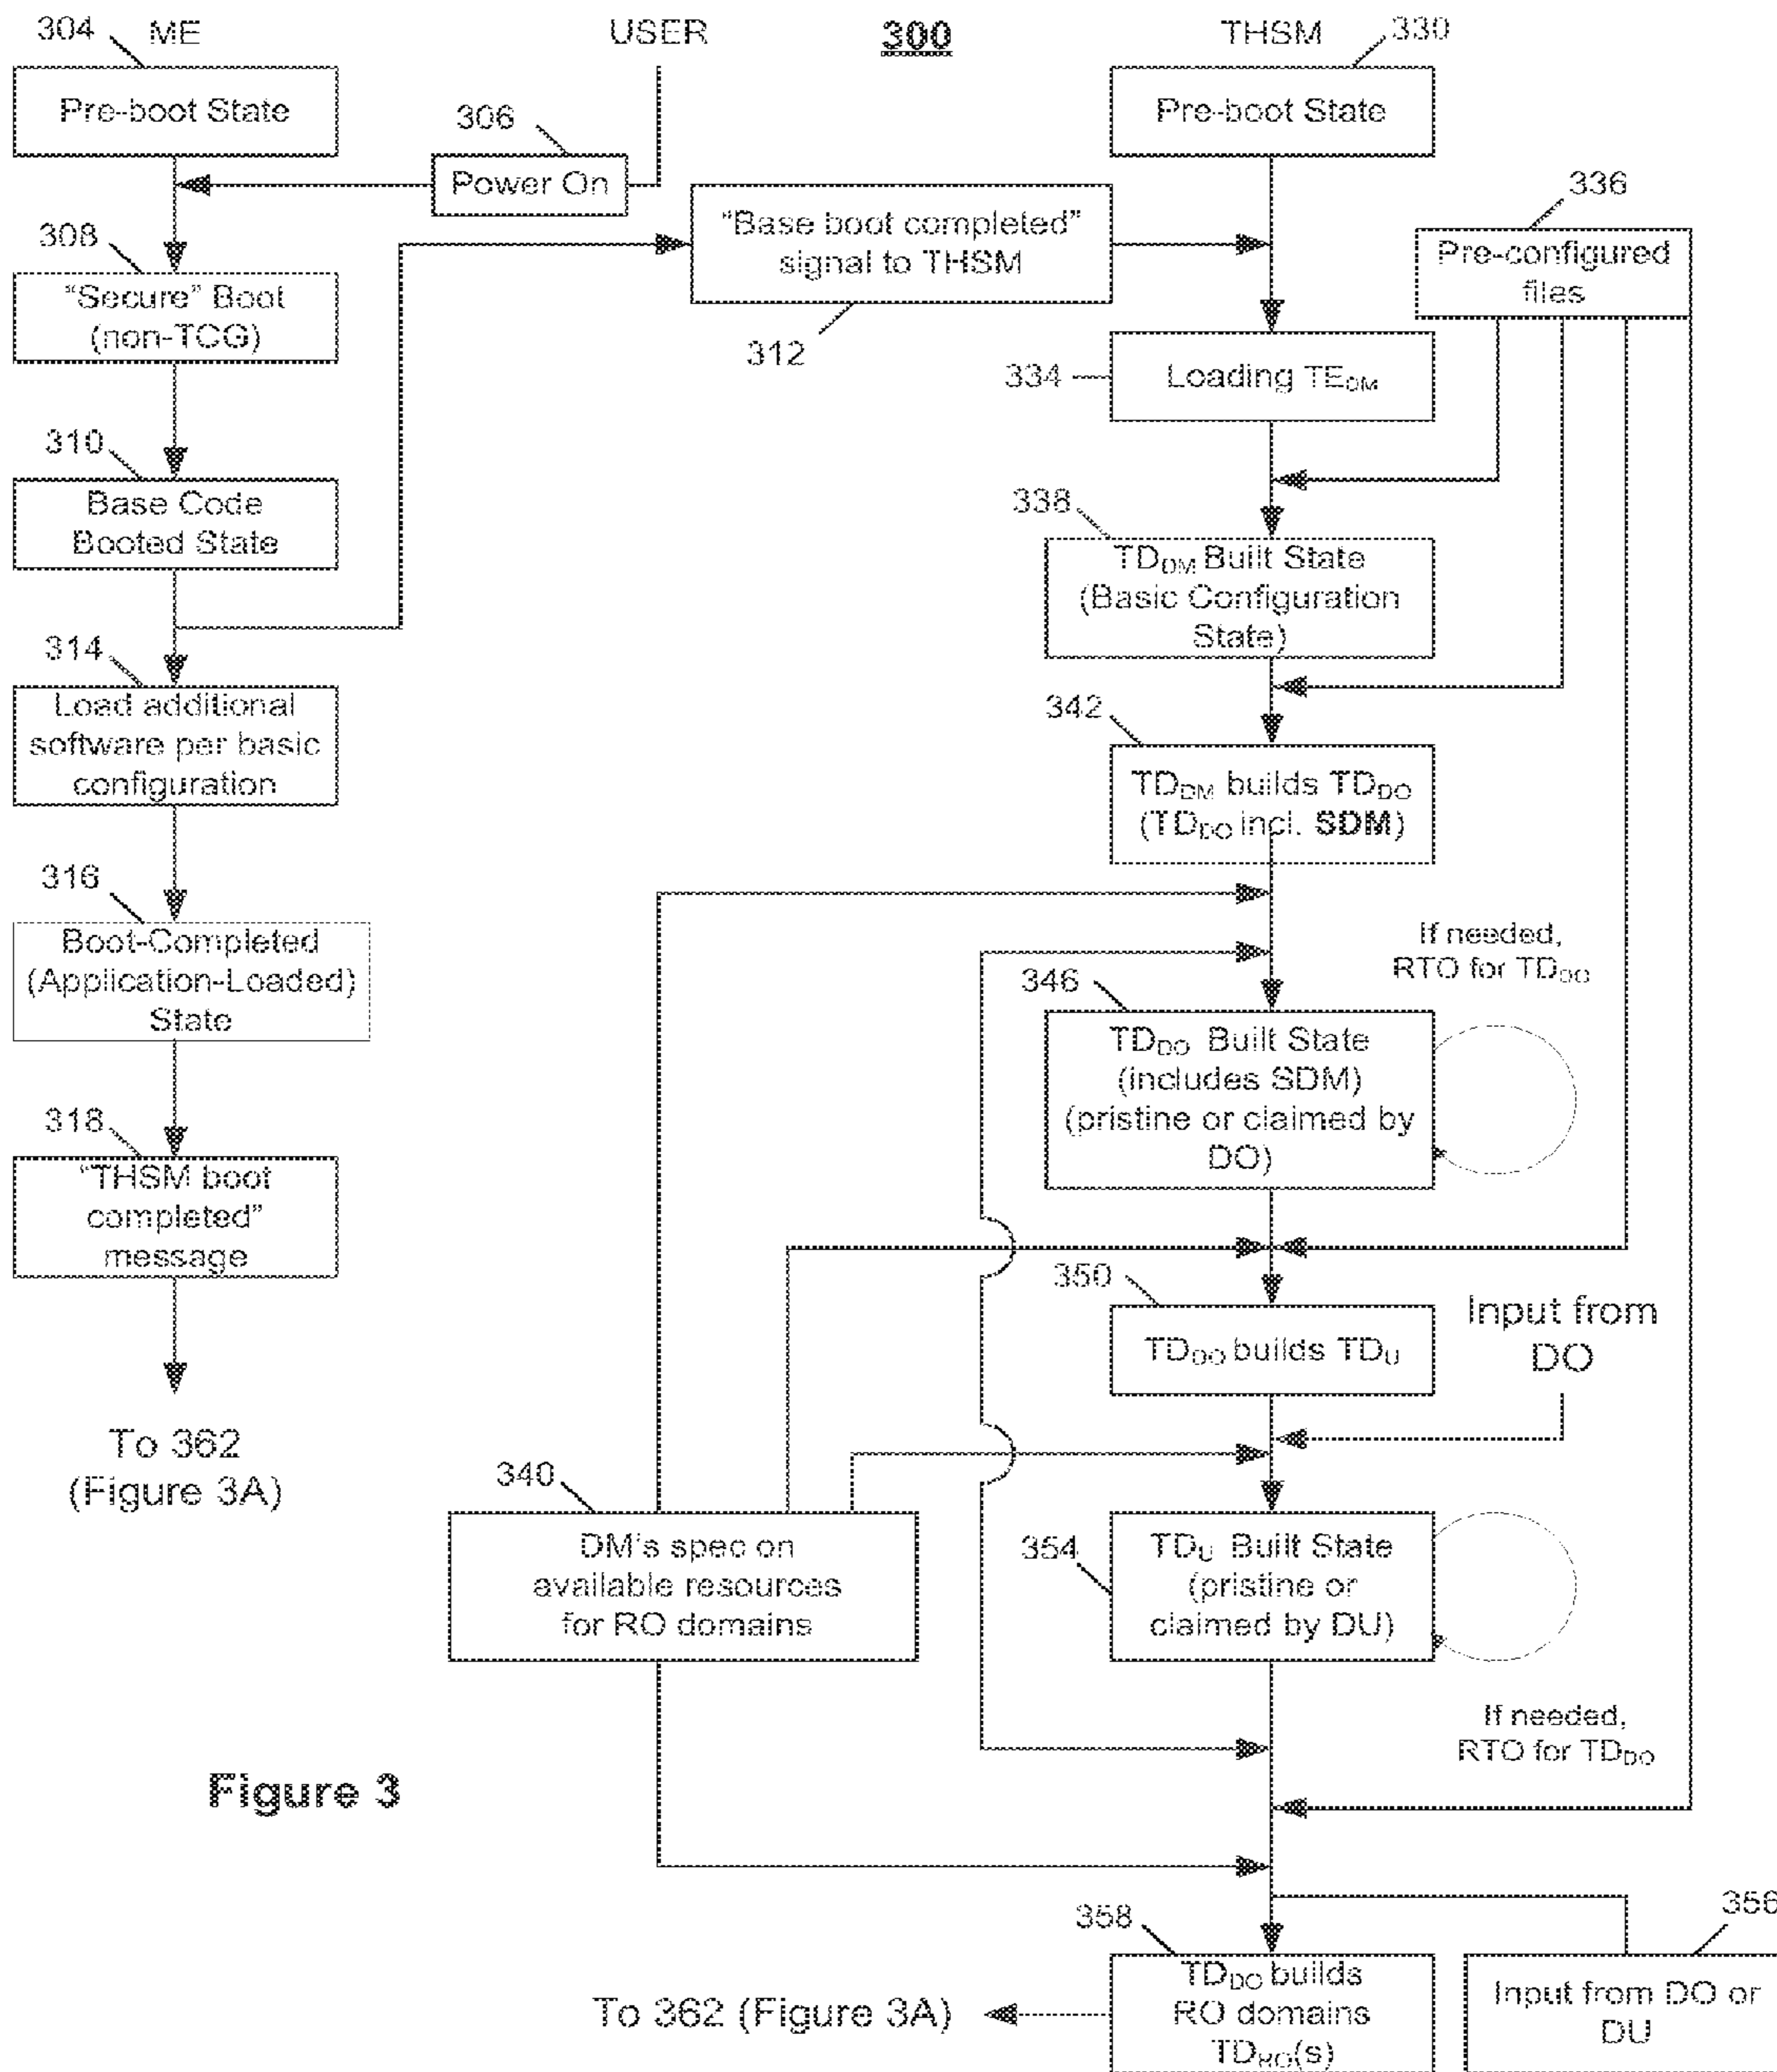 304
ME
USER
300
THSM
330
Pre-boot State
Pre-boot State
306
Power On
336
"Base boot completed"
signal to THSM
Pre-configured
files
308
"Secure" Boot
(non-TCG)
312
334
Loading TEDM
310
Base Code
Booted State
338
TDDM Built State
(Basic Configuration
State)
314
Load additional
software per basic
configuration
342
TDDM builds TDDO
(TDDO incl. SDM)
316
Boot-Completed
(Application-Loaded)
State
If needed,
RTO for TDDO
346
TDDO Built State
(includes SDM)
(pristine or claimed by
DO)
318
"THSM boot
completed"
message
350
TDDO builds TDU
Input from
DO
To 362
(Figure 3A)
340
DM's spec on
available resources
for RO domains
354
TDU Built State
(pristine or
claimed by DU)
If needed,
RTO for TDDO
Figure 3
358
356
TDDO builds
RO domains
TDRO(s)
Input from DO or
DU
To 362 (Figure 3A)